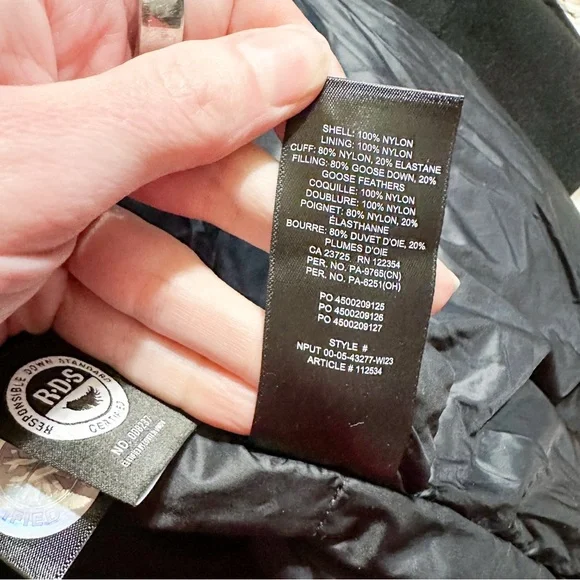 SHELL: 100% NYLON
LINING: 100% NYLON
CUFF: 80% NYLON, 20% ELASTANE
FILLING: 80% GOOSE DOWN, 20%
GOOSE FEATHERS
COQUILLE: 100% NYLON
DOUBLURE: 100% NYLON
POIGNET: 80% NYLON, 20%
ÉLASTHANNE
BOURRE: 80% DUVET D'OIE, 20%
PLUMES D'OIE
CA 23725 RN 122354
PER. NO. PA-9765(CN)
PER. NO. PA-6251(OH)
PO 4500209125
PO 4500209126
PO 4500209127
STYLE #
NPUT 00-05-43277-WI23
ARTICLE # 112534
RESPONSIBLE DOWN STANDARD
R·D·S
CERTIFIED